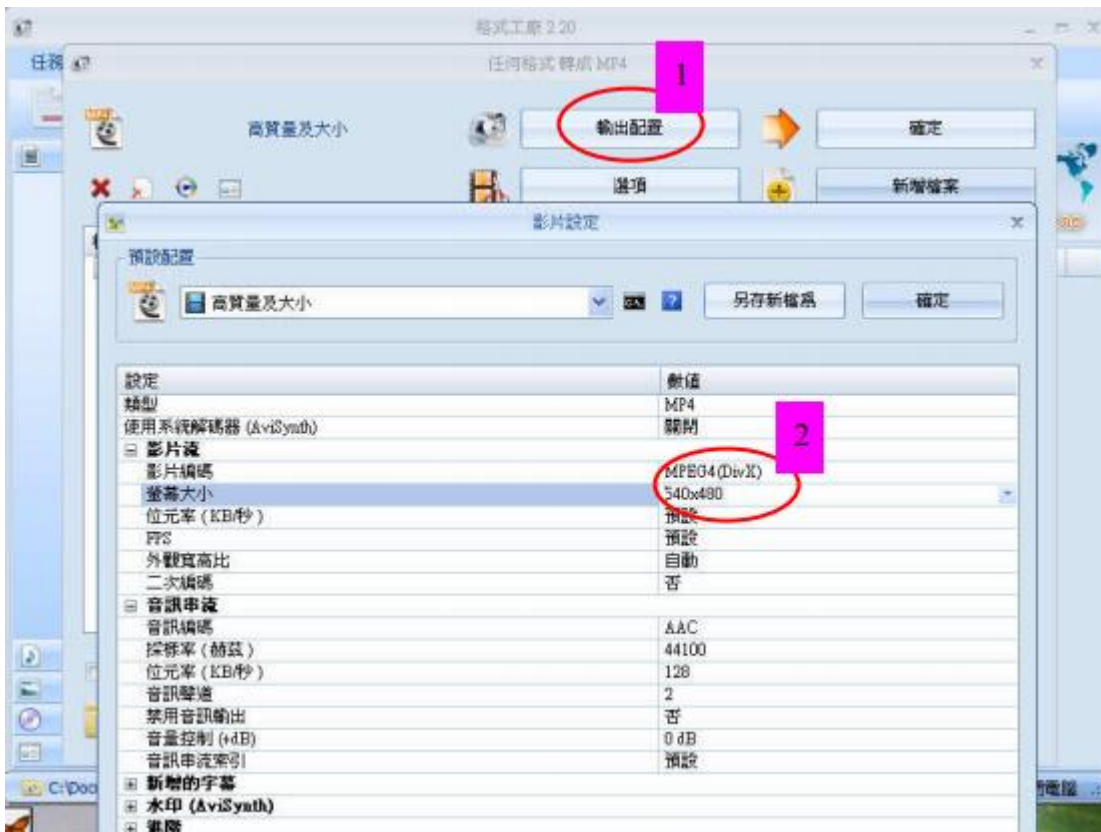 格式工廠 2.20
任務
任何格式 轉成 MP4
1
高質量及大小
輸出配置
確定
選項
新增檔案
影片設定
預設配置
高質量及大小
另存新檔爲
確定
設定 數值
類型 MP4
使用系統解碼器 (AviSynth) 關閉
2
影片流
影片編碼 MPEG4(DivX)
螢幕大小 640x480
位元率 (KB/秒) 預設
FPS 預設
外觀寬高比 自動
二次編碼 否
音訊串流
音訊編碼 AAC
採樣率 (赫茲) 44100
位元率 (KB/秒) 128
音訊聲道 2
禁用音訊輸出 否
音量控制 (+dB) 0 dB
音訊串流索引 預設
新增的字幕
水印 (AviSynth)
進階
C:\Doc
電腦